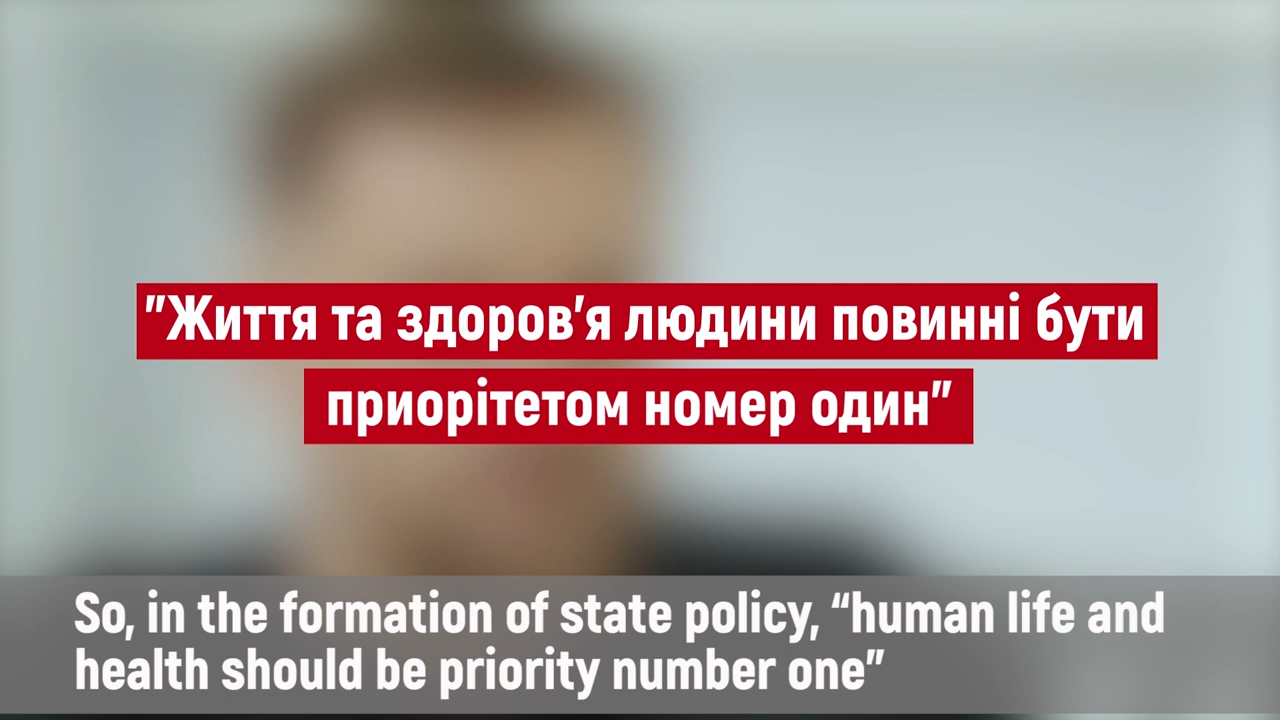 "Життя та здоров'я людини повинні бути
приорітетом номер один"
So, in the formation of state policy, “human life and
health should be priority number one”